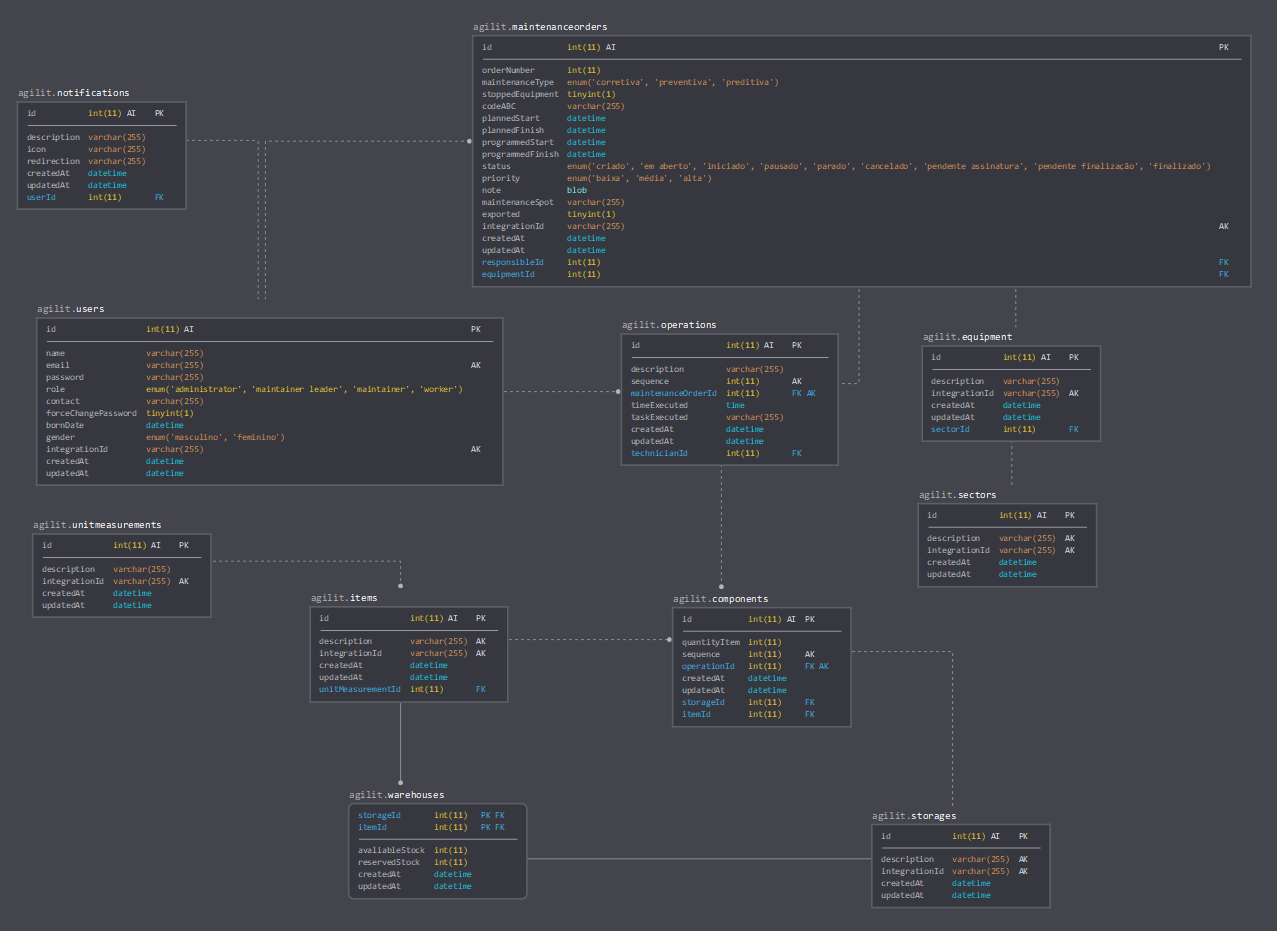 agilit.maintenanceorders
id int(11) AI PK
orderNumber int(11)
maintenanceType enum('corretiva', 'preventiva', 'preditiva')
stoppedEquipment tinyint(1)
codeABC varchar(255)
plannedStart datetime
plannedFinish datetime
programmedStart datetime
programmedFinish datetime
status enum('criado', 'em aberto', 'iniciado', 'pausado', 'parado', 'cancelado', 'pendente assinatura', 'pendente finalização', 'finalizado')
priority enum('baixa', 'média', 'alta')
note blob
maintenanceSpot varchar(255)
exported tinyint(1)
integrationId varchar(255) AK
createdAt datetime
updatedAt datetime
responsibleId int(11) FK
equipmentId int(11) FK
agilit.notifications
id int(11) AI PK
description varchar(255)
icon varchar(255)
redirection varchar(255)
createdAt datetime
updatedAt datetime
userId int(11) FK
agilit.users
id int(11) AI PK
name varchar(255)
email varchar(255) AK
password varchar(255)
role enum('administrator', 'maintainer leader', 'maintainer', 'worker')
contact varchar(255)
forceChangePassword tinyint(1)
bornDate datetime
gender enum('masculino', 'feminino')
integrationId varchar(255) AK
createdAt datetime
updatedAt datetime
agilit.operations
id int(11) AI PK
description varchar(255)
sequence int(11) AK
maintenanceOrderId int(11) FK AK
timeExecuted time
taskExecuted varchar(255)
createdAt datetime
updatedAt datetime
technicianId int(11) FK
agilit.equipment
id int(11) AI PK
description varchar(255)
integrationId varchar(255) AK
createdAt datetime
updatedAt datetime
sectorId int(11) FK
agilit.sectors
id int(11) AI PK
description varchar(255) AK
integrationId varchar(255) AK
createdAt datetime
updatedAt datetime
agilit.unitmeasurements
id int(11) AI PK
description varchar(255)
integrationId varchar(255) AK
createdAt datetime
updatedAt datetime
agilit.items
id int(11) AI PK
description varchar(255) AK
integrationId varchar(255) AK
createdAt datetime
updatedAt datetime
unitMeasurementId int(11) FK
agilit.components
id int(11) AI PK
quantityItem int(11)
sequence int(11) AK
operationId int(11) FK AK
createdAt datetime
updatedAt datetime
storageId int(11) FK
itemId int(11) FK
agilit.warehouses
storageId int(11) PK FK
itemId int(11) PK FK
avaliableStock int(11)
reservedStock int(11)
createdAt datetime
updatedAt datetime
agilit.storages
id int(11) AI PK
description varchar(255) AK
integrationId varchar(255) AK
createdAt datetime
updatedAt datetime